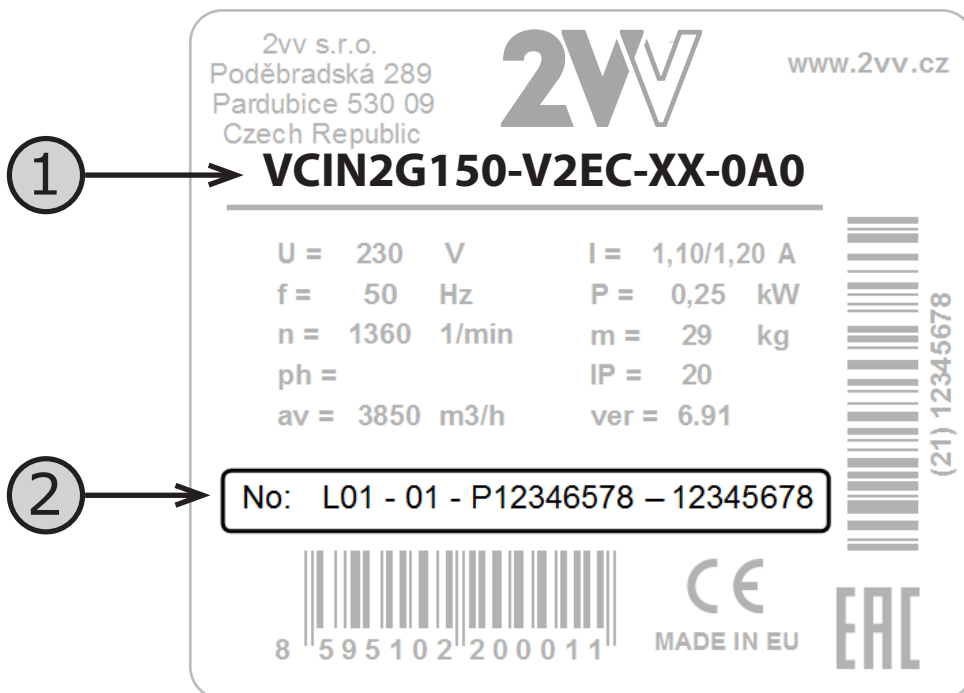 2vv s.r.o.
Poděbradská 289
Pardubice 530 09
Czech Republic
2VV
www.2vv.cz
1
VCIN2G150-V2EC-XX-0A0
U = 230 V I = 1,10/1,20 A
f = 50 Hz P = 0,25 kW
n = 1360 1/min m = 29 kg
ph = IP = 20
av = 3850 m3/h ver = 6.91
(21) 12345678
2
No: L01 - 01 - P12346578 – 12345678
8 595102 200011
CE
MADE IN EU
EAC